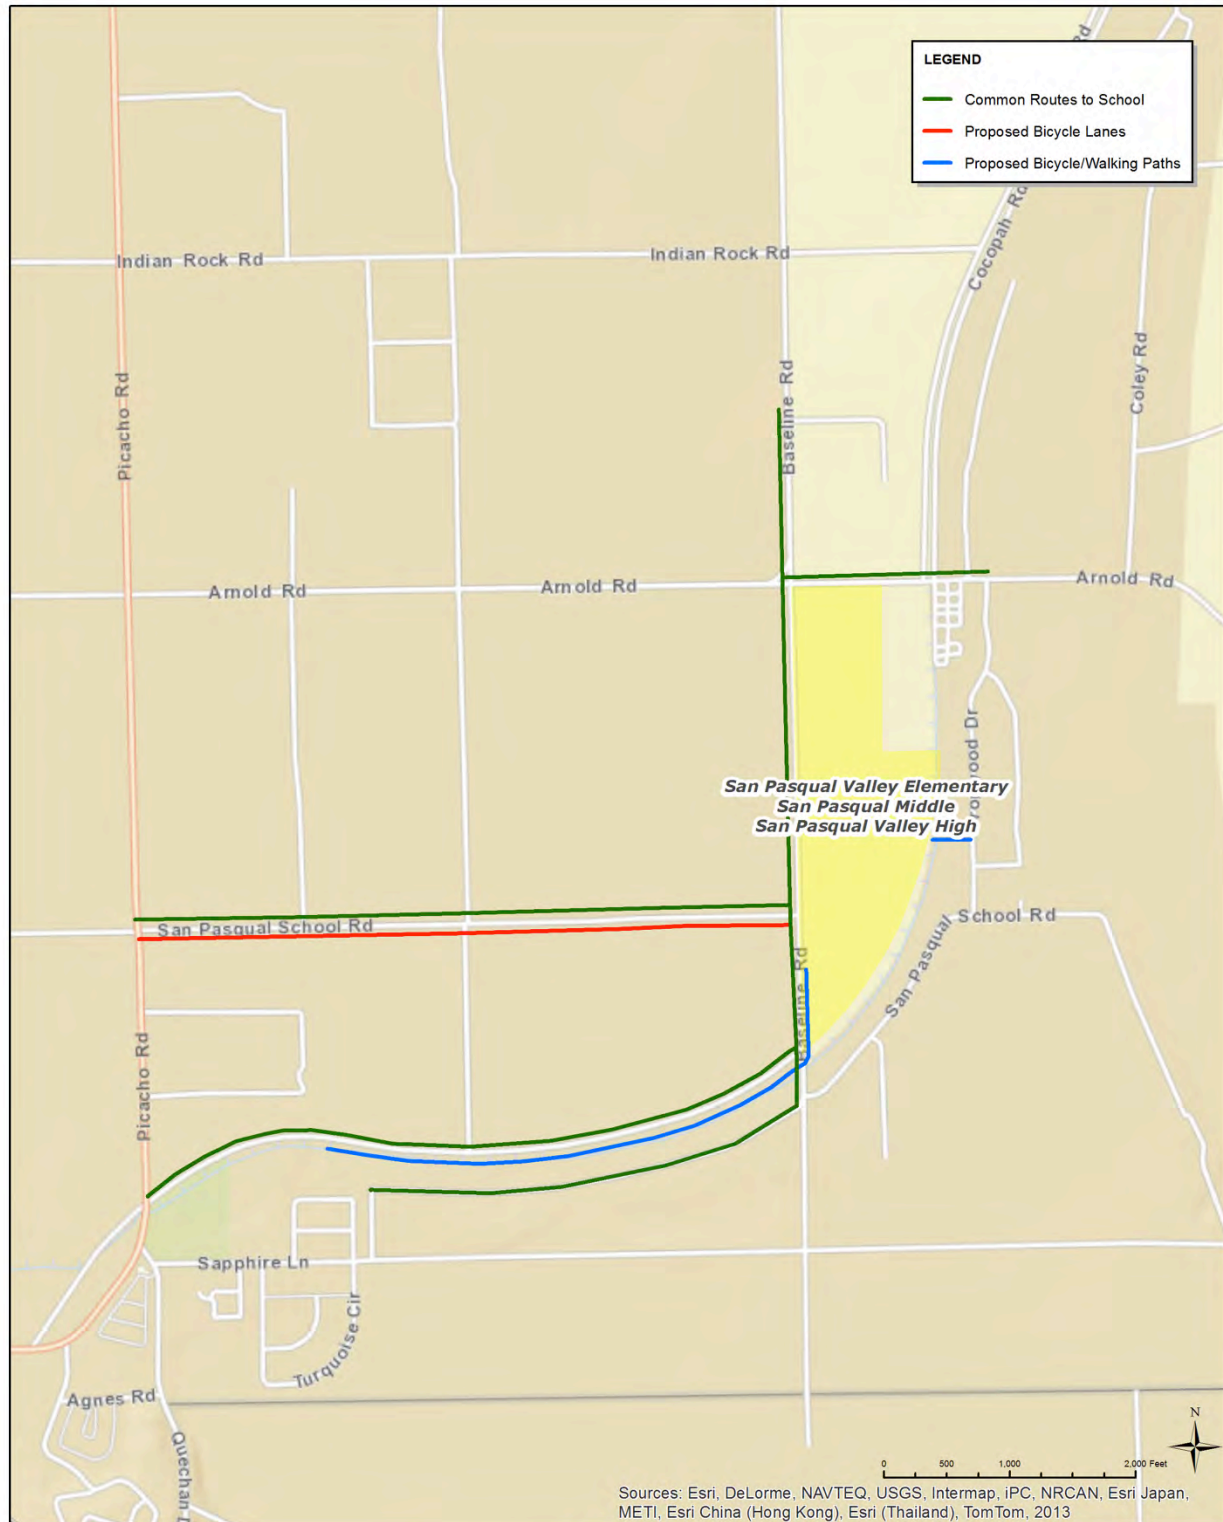 Rd
LEGEND
Common Routes to School
Proposed Bicycle Lanes
Proposed Bicycle/Walking Paths
Cocopah Rd
Indian Rock Rd
Indian Rock Rd
Picacho Rd
Baseline Rd
Coley Rd
Arnold Rd
Arnold Rd
Arnold Rd
San Pasqual Valley Elementary
San Pasqual Middle
San Pasqual Valley High
ronwood Dr
San Pasqual School Rd
San Pasqual School Rd
Baseline Rd
Picacho Rd
Sapphire Ln
Turquoise Cir
Agnes Rd
Quechan
N
0 500 1,000 2,000 Feet
Sources: Esri, DeLorme, NAVTEQ, USGS, Intermap, iPC, NRCAN, Esri Japan,
METI, Esri China (Hong Kong), Esri (Thailand), TomTom, 2013